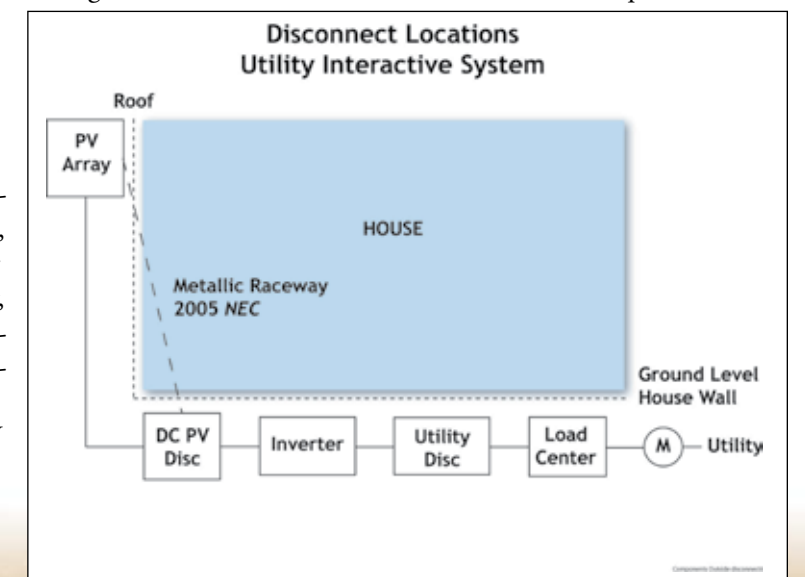 Disconnect Locations
Utility Interactive System
Roof
PV
Array
HOUSE
Metallic Raceway
2005 NEC
Ground Level
House Wall
DC PV
Disc
Inverter
Utility
Disc
Load
Center
M
Utility